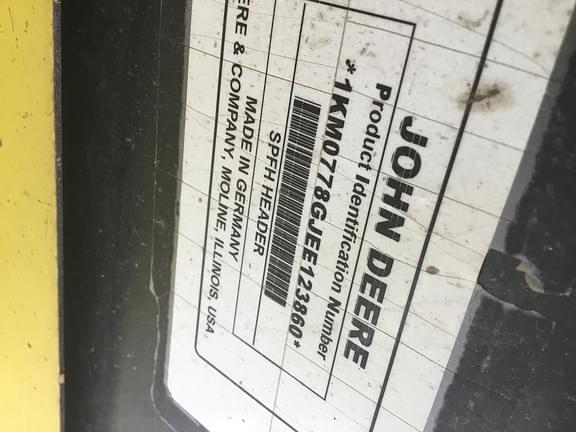 JOHN DEERE
Product Identification Number
*1KM0778GJEE123860*
SPFH HEADER
MADE IN GERMANY
ERE & COMPANY, MOLINE, ILLINOIS, USA